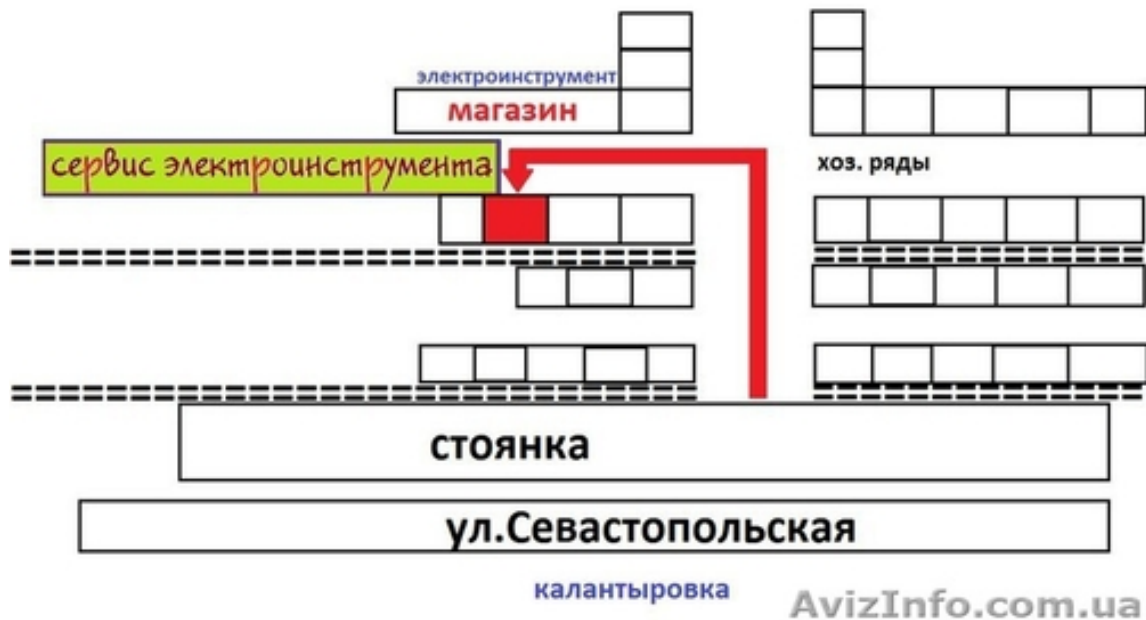 электроинструмент
магазин
сервис электроинструмента
хоз. ряды
стоянка
ул.Севастопольская
калантыровка
AvizInfo.com.ua